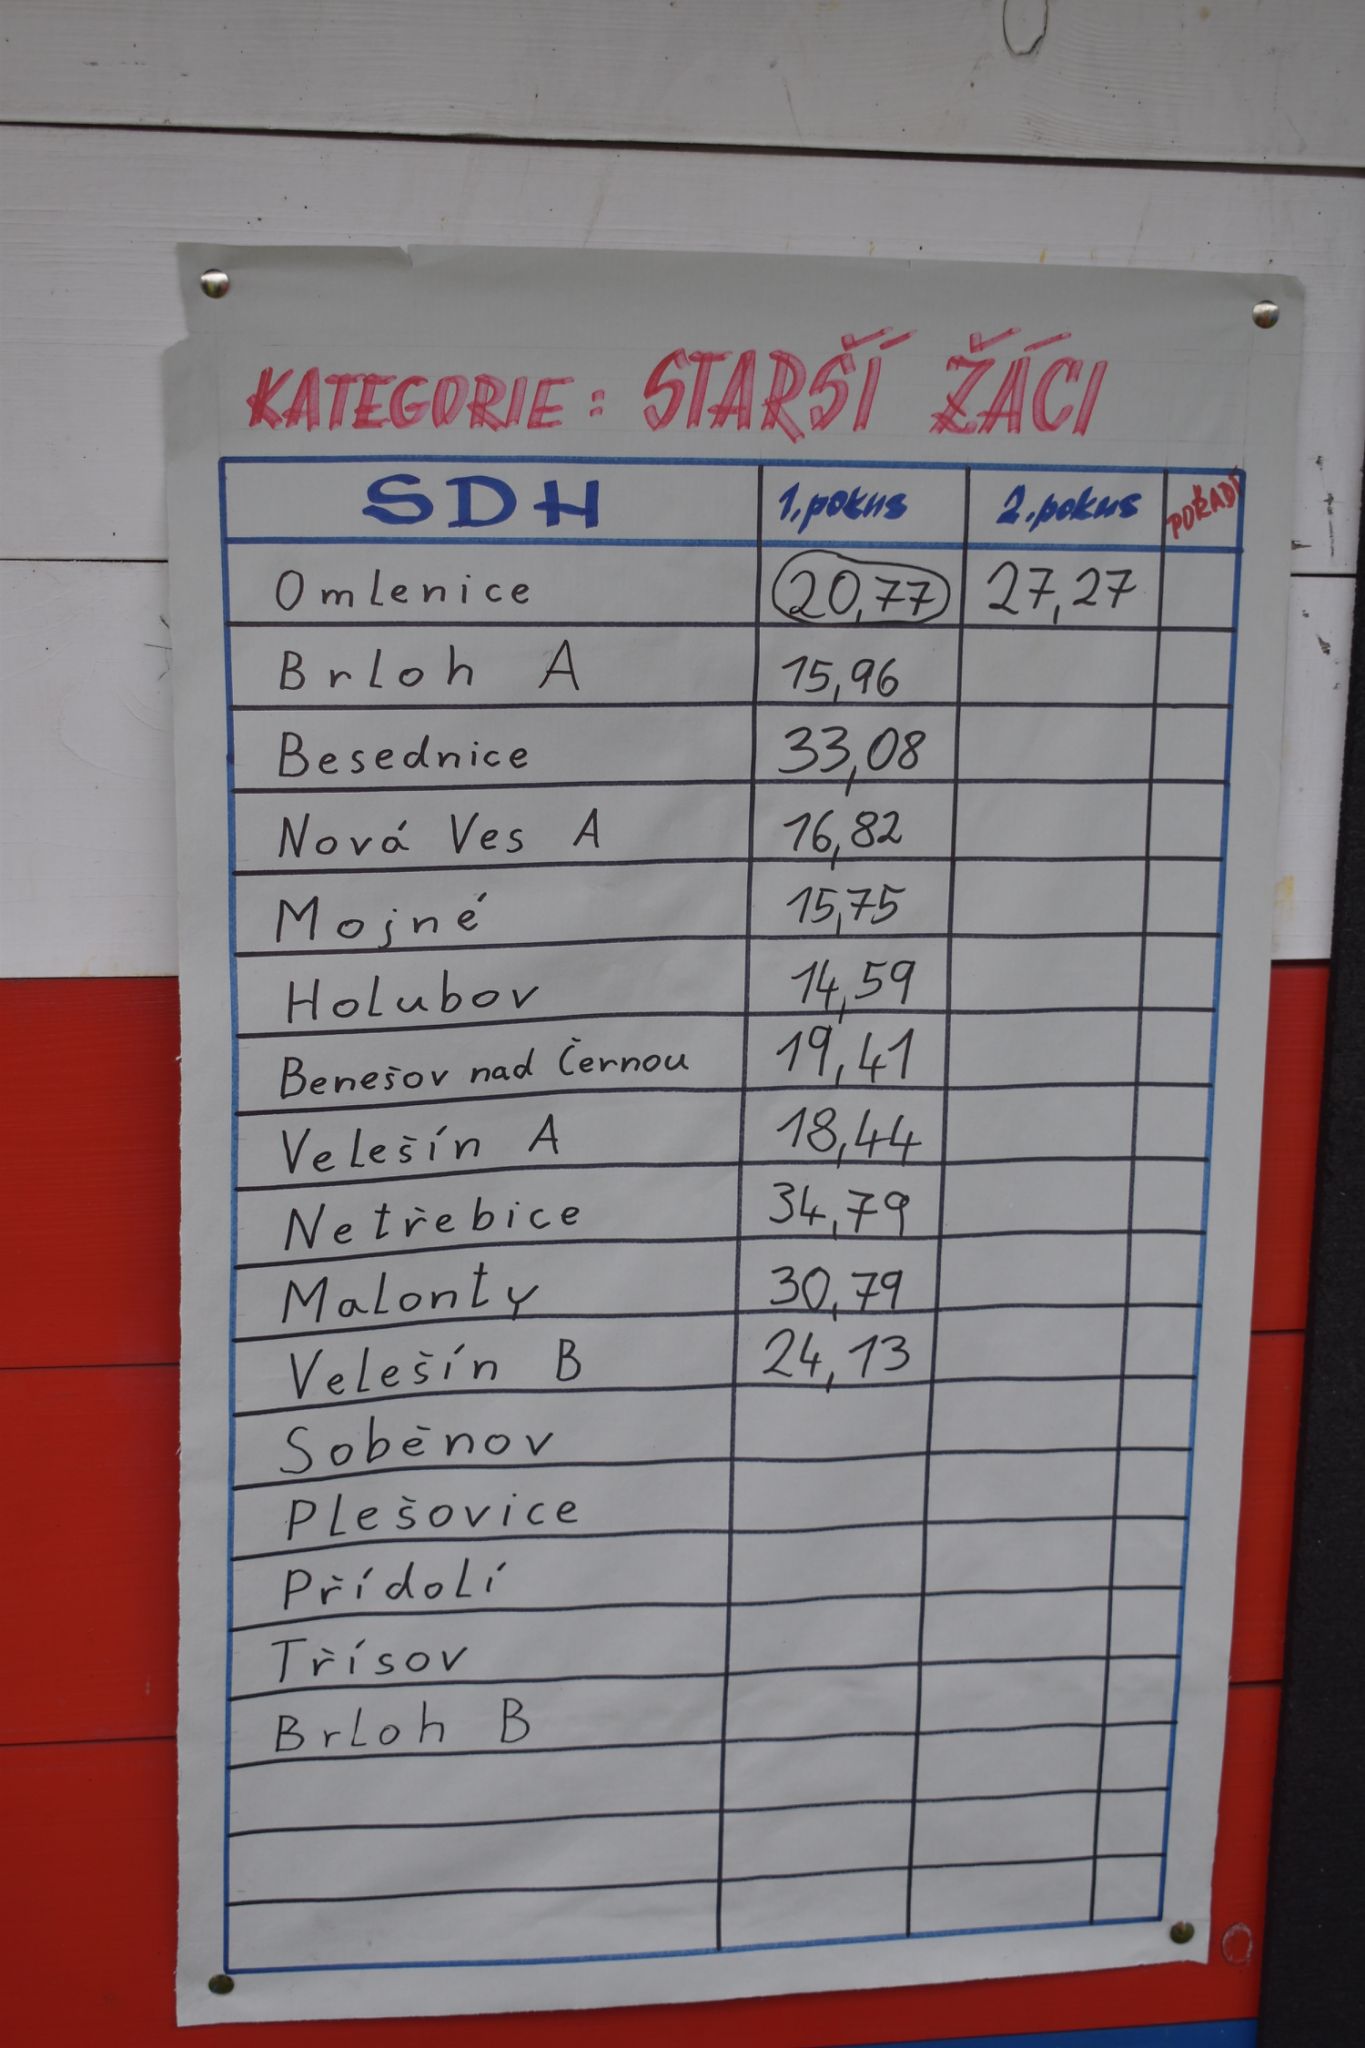 KATEGORIE: STARŠÍ ŽÁCI
SDH 1. pokus 2. pokus POŘADÍ
Omlenice 20,77 27,27
Brloh A 15,96
Besednice 33,08
Nová Ves A 16,82
Mojné 15,75
Holubov 14,59
Benešov nad Černou 19,41
Velešín A 18,44
Netřebice 34,79
Malonty 30,79
Velešín B 24,13
Soběnov
Plešovice
Přídolí
Třísov
Brloh B